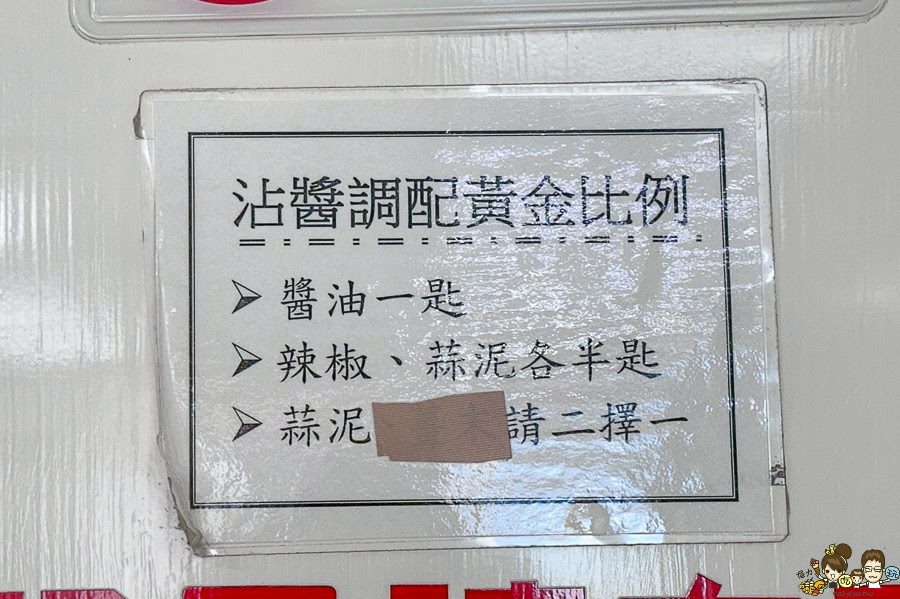 沾醬調配黃金比例
醬油一匙
辣椒、蒜泥各半匙
蒜泥 請二擇一